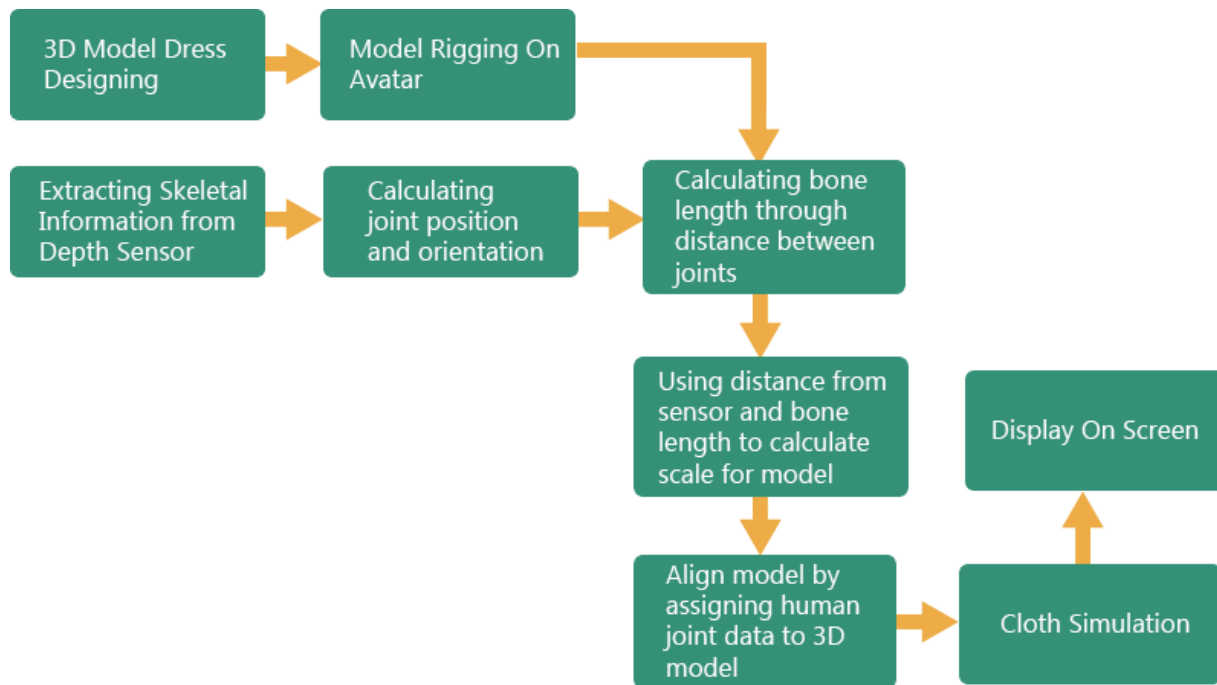 3D Model Dress
Designing
Model Rigging On
Avatar
Extracting Skeletal
Information from
Depth Sensor
Calculating
joint position
and orientation
Calculating bone
length through
distance between
joints
Using distance from
sensor and bone
length to calculate
scale for model
Display On Screen
Align model by
assigning human
joint data to 3D
model
Cloth Simulation